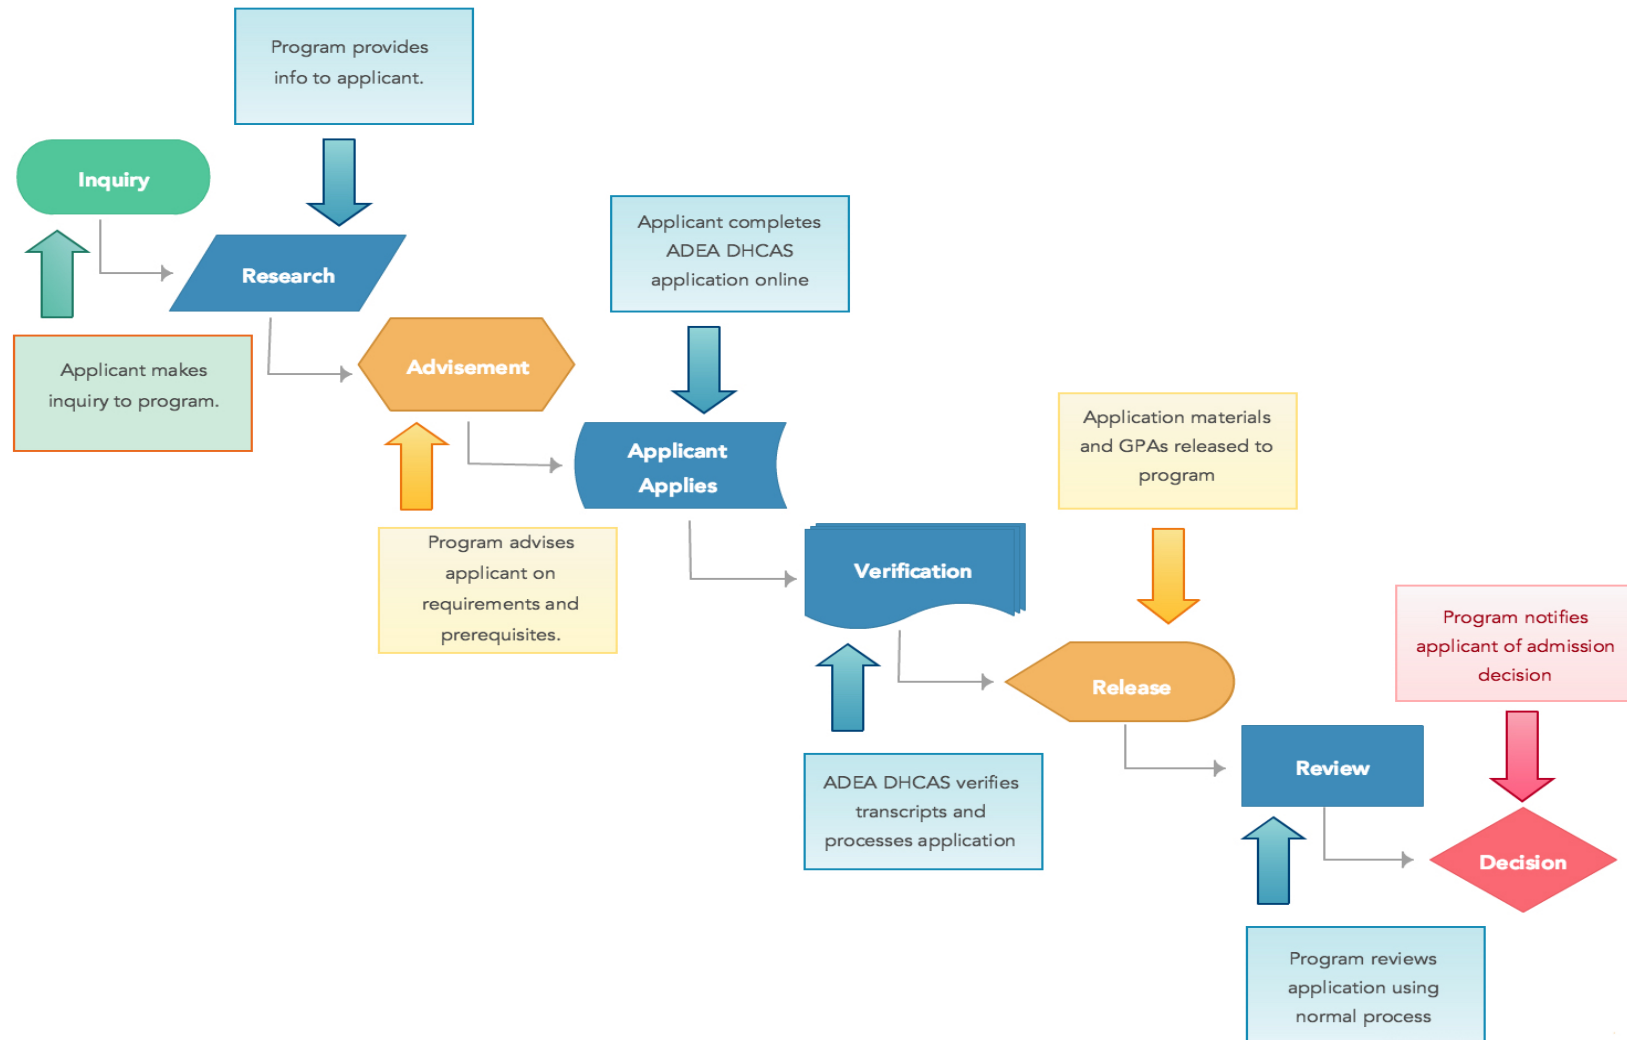 Program provides
info to applicant.
Inquiry
Research
Applicant makes
inquiry to program.
Applicant completes
ADEA DHCAS
application online
Advisement
Applicant
Applies
Program advises
applicant on
requirements and
prerequisites.
Application materials
and GPAs released to
program
Verification
ADEA DHCAS verifies
transcripts and
processes application
Release
Program notifies
applicant of admission
decision
Review
Decision
Program reviews
application using
normal process